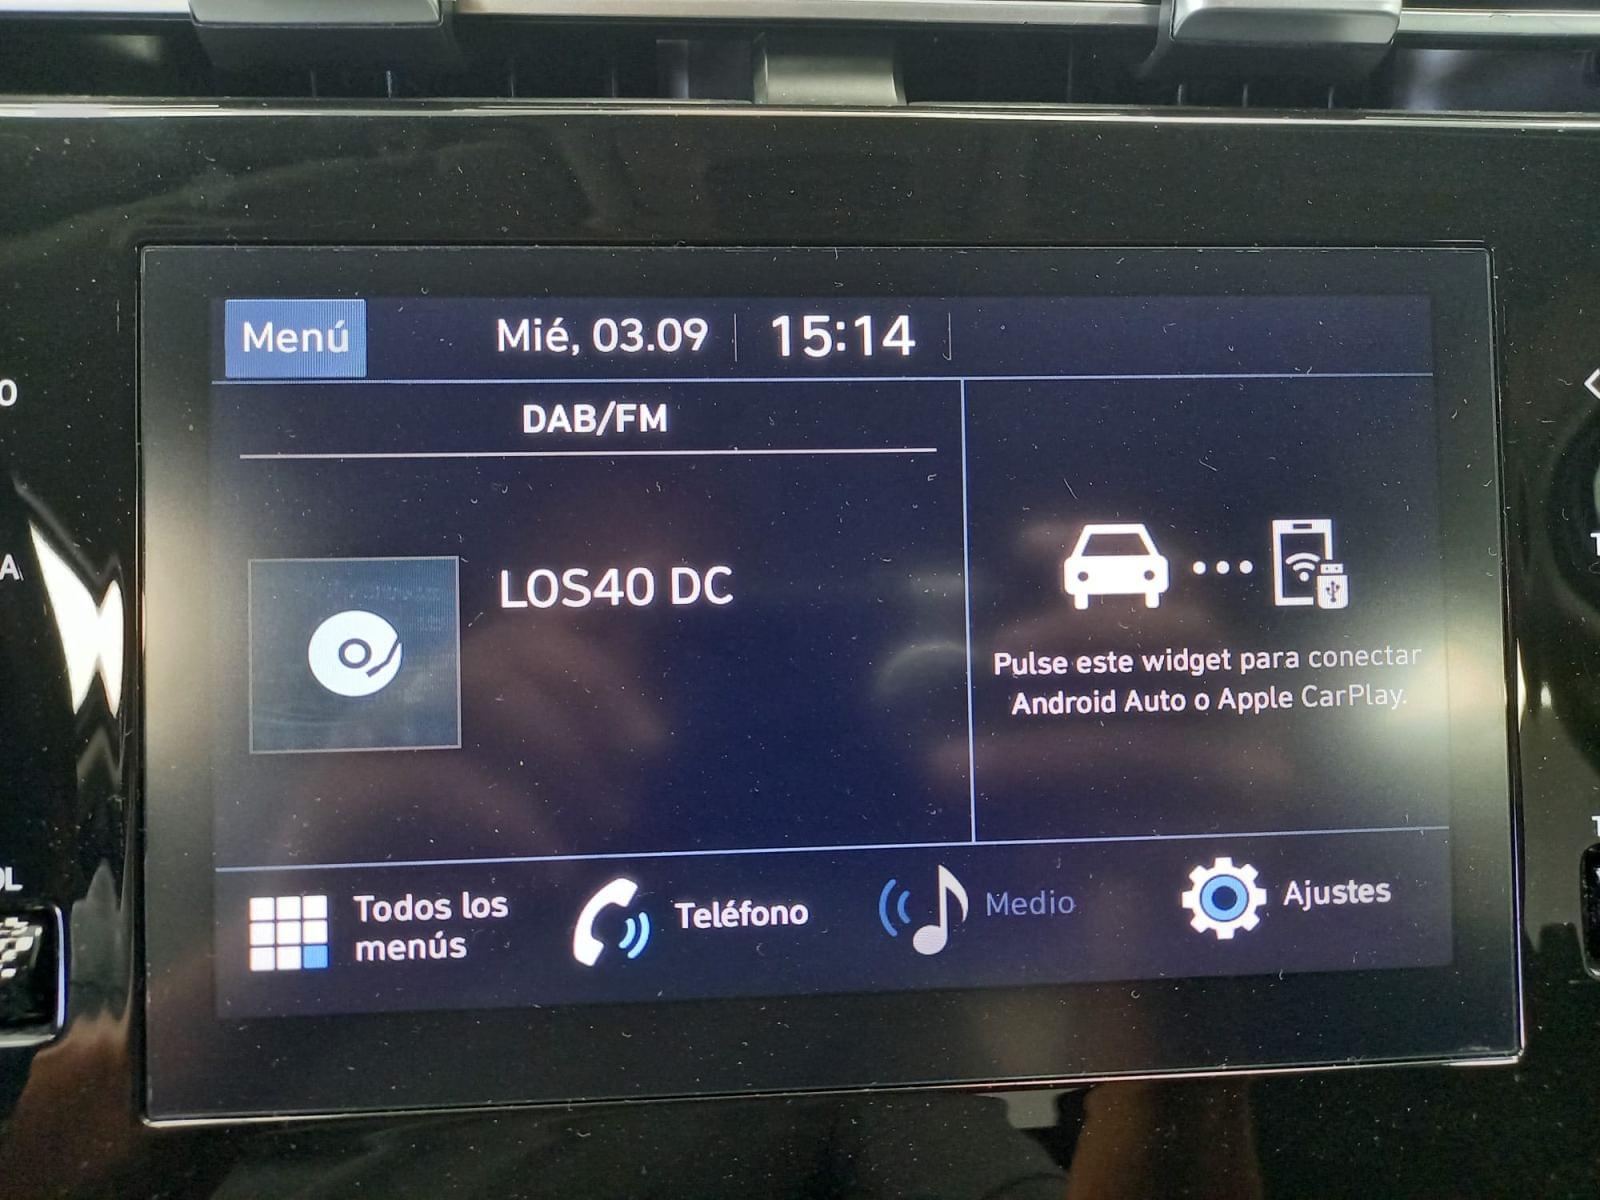 Menú
Mié, 03.09
15:14
DAB/FM
LOS40 DC
Pulse este widget para conectar
Android Auto o Apple CarPlay.
Todos los
menús
Teléfono
Medio
Ajustes